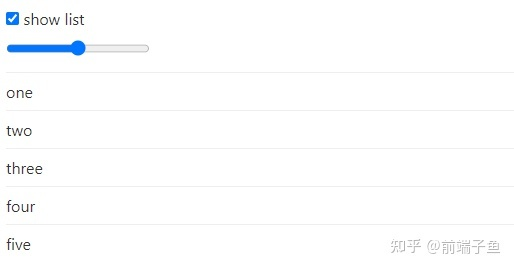 show list
one
two
three
four
five
知乎 @前端子鱼